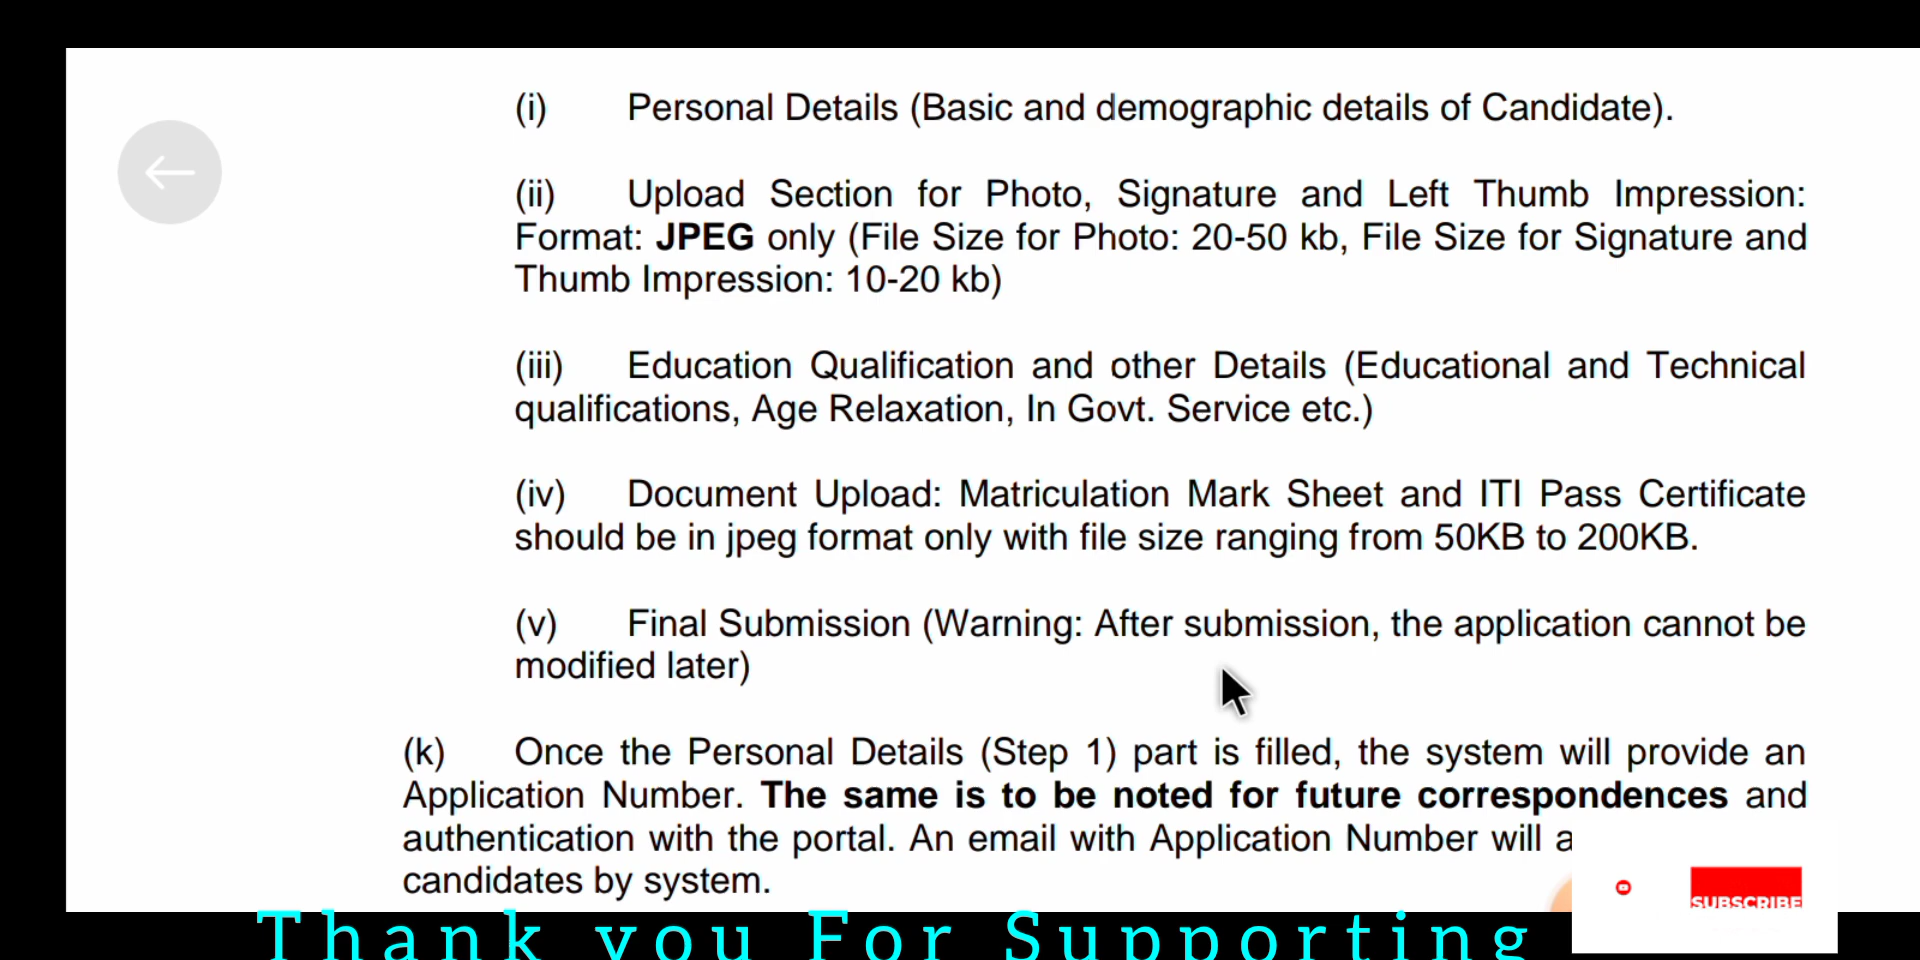 (i) Personal Details (Basic and demographic details of Candidate).
(ii) Upload Section for Photo, Signature and Left Thumb Impression:
Format: JPEG only (File Size for Photo: 20-50 kb, File Size for Signature and
Thumb Impression: 10-20 kb)
(iii) Education Qualification and other Details (Educational and Technical
qualifications, Age Relaxation, In Govt. Service etc.)
(iv) Document Upload: Matriculation Mark Sheet and ITI Pass Certificate
should be in jpeg format only with file size ranging from 50KB to 200KB.
(v) Final Submission (Warning: After submission, the application cannot be
modified later)
(k) Once the Personal Details (Step 1) part is filled, the system will provide an
Application Number. The same is to be noted for future correspondences and
authentication with the portal. An email with Application Number will
candidates by system.
SUBSCRIBE
Thank you For Supporting